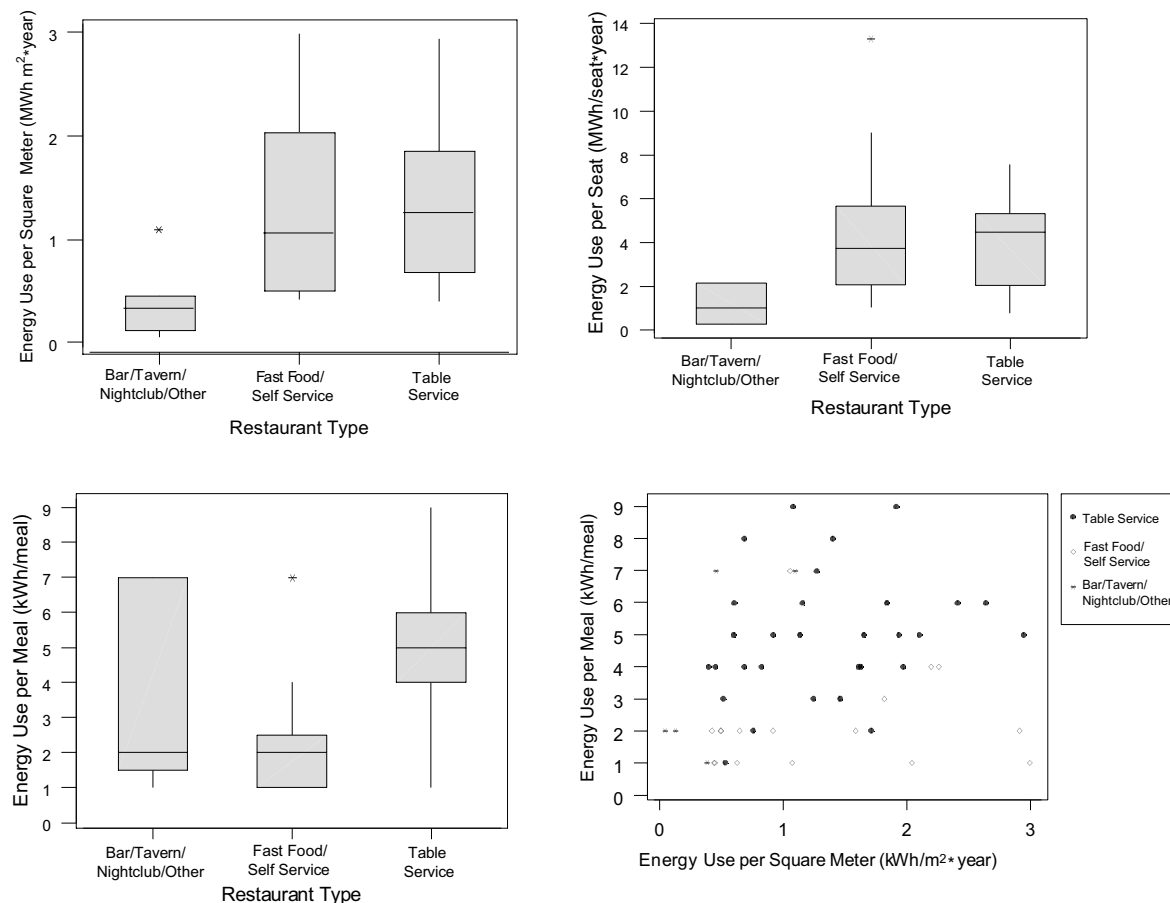 Energy Use per Square Meter (MWh m2*year)
3
2
1
0
Bar/Tavern/
Nightclub/Other
Fast Food/
Self Service
Table
Service
Restaurant Type
Energy Use per Seat (MWh/seat*year)
14
12
10
8
6
4
2
0
Bar/Tavern/
Nightclub/Other
Fast Food/
Self Service
Table
Service
Restaurant Type
Energy Use per Meal (kWh/meal)
9
8
7
6
5
4
3
2
1
0
Bar/Tavern/
Nightclub/Other
Fast Food/
Self Service
Table
Service
Restaurant Type
Energy Use per Meal (kWh/meal)
9
8
7
6
5
4
3
2
1
0
0 1 2 3
Energy Use per Square Meter (kWh/m2*year)
Table Service
Fast Food/
Self Service
Bar/Tavern/
Nightclub/Other